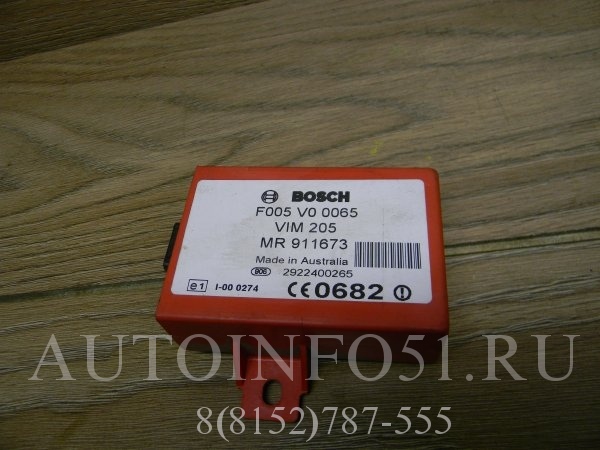 BOSCH
F005 V0 0065
VIM 205
MR 911673
Made in Australia
906 2922400265
e1 I-00 0274 CE0682
AUTOINFO51.RU
8(8152)787-555